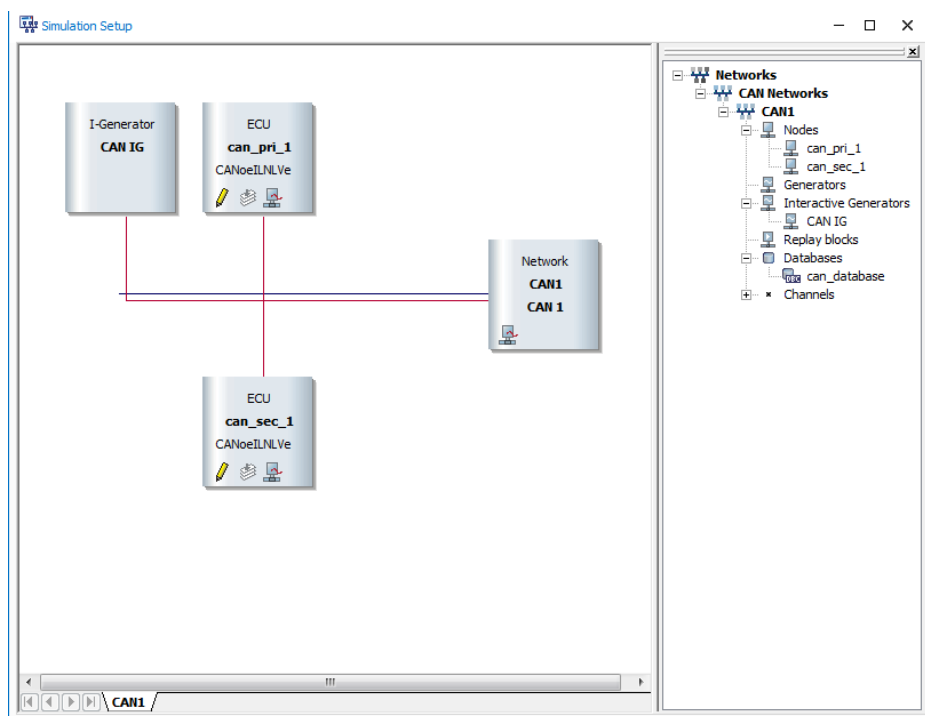 Simulation Setup
I-Generator
CAN IG
ECU
can_pri_1
CANoeILNLVe
Network
CAN1
CAN 1
ECU
can_sec_1
CANoeILNLVe
CAN1
Networks
CAN Networks
CAN1
Nodes
can_pri_1
can_sec_1
Generators
Interactive Generators
CAN IG
Replay blocks
Databases
can_database
Channels